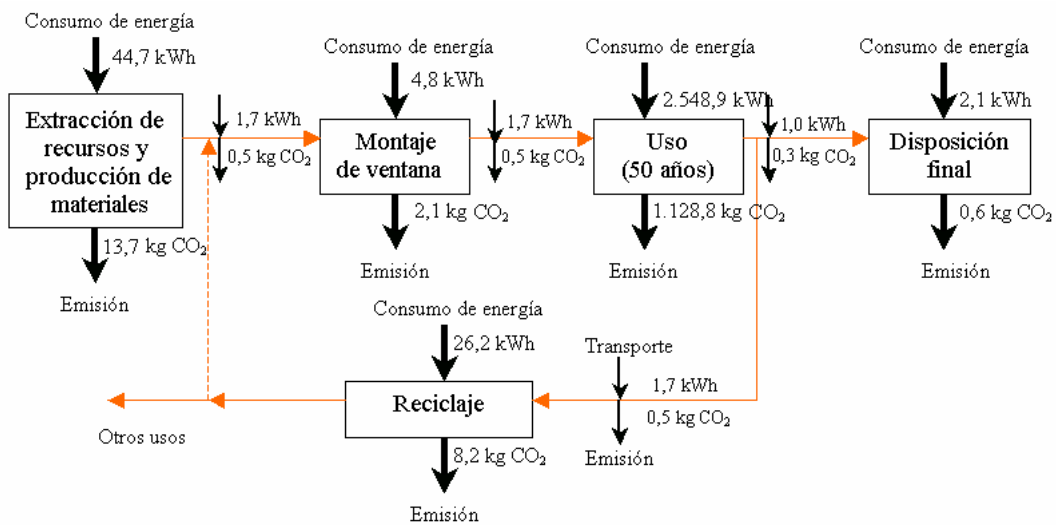 Consumo de energía
44,7 kWh
Extracción de
recursos y
producción de
materiales
13,7 kg CO₂
Emisión
1,7 kWh
0,5 kg CO₂
Consumo de energía
4,8 kWh
Montaje
de ventana
2,1 kg CO₂
Emisión
1,7 kWh
0,5 kg CO₂
Consumo de energía
2.548,9 kWh
Uso
(50 años)
1.128,8 kg CO₂
Emisión
1,0 kWh
0,3 kg CO₂
Consumo de energía
2,1 kWh
Disposición
final
0,6 kg CO₂
Emisión
Consumo de energía
26,2 kWh
Reciclaje
8,2 kg CO₂
Emisión
Transporte
1,7 kWh
0,5 kg CO₂
Emisión
Otros usos